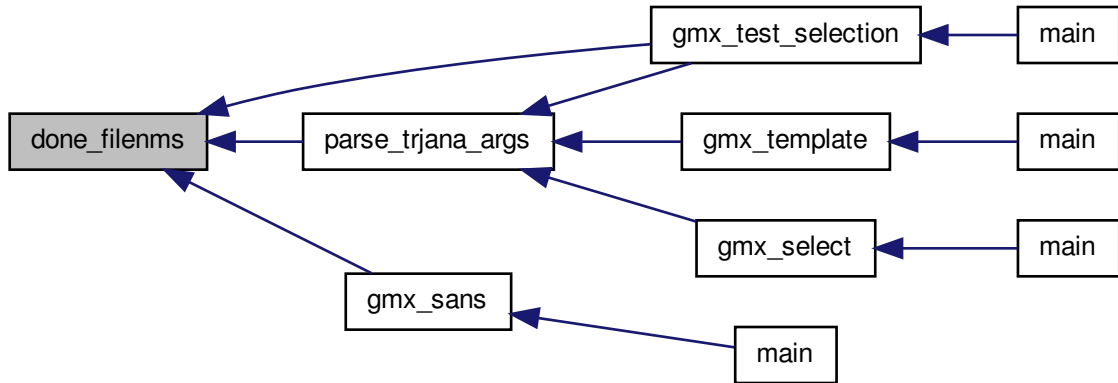 gmx_test_selection
main
done_filenms
parse_trjana_args
gmx_template
main
gmx_select
main
gmx_sans
main